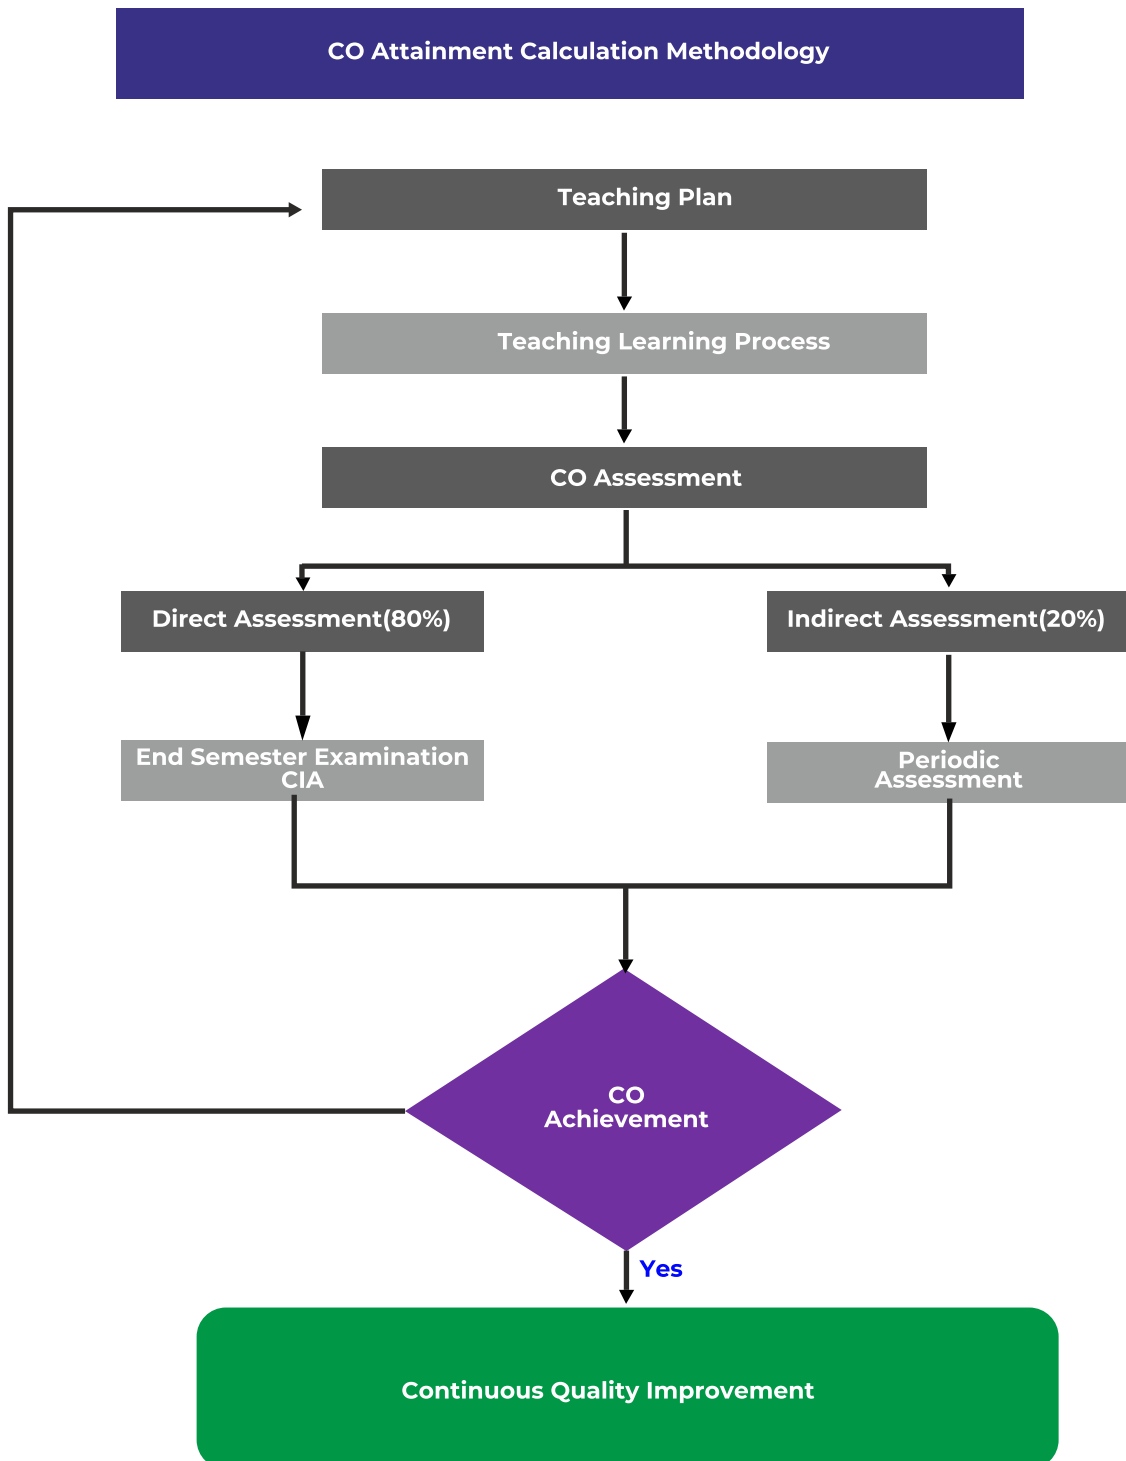 CO Attainment Calculation Methodology
Teaching Plan
Teaching Learning Process
CO Assessment
Direct Assessment(80%)
Indirect Assessment(20%)
End Semester Examination
CIA
Periodic
Assessment
CO
Achievement
Yes
Continuous Quality Improvement